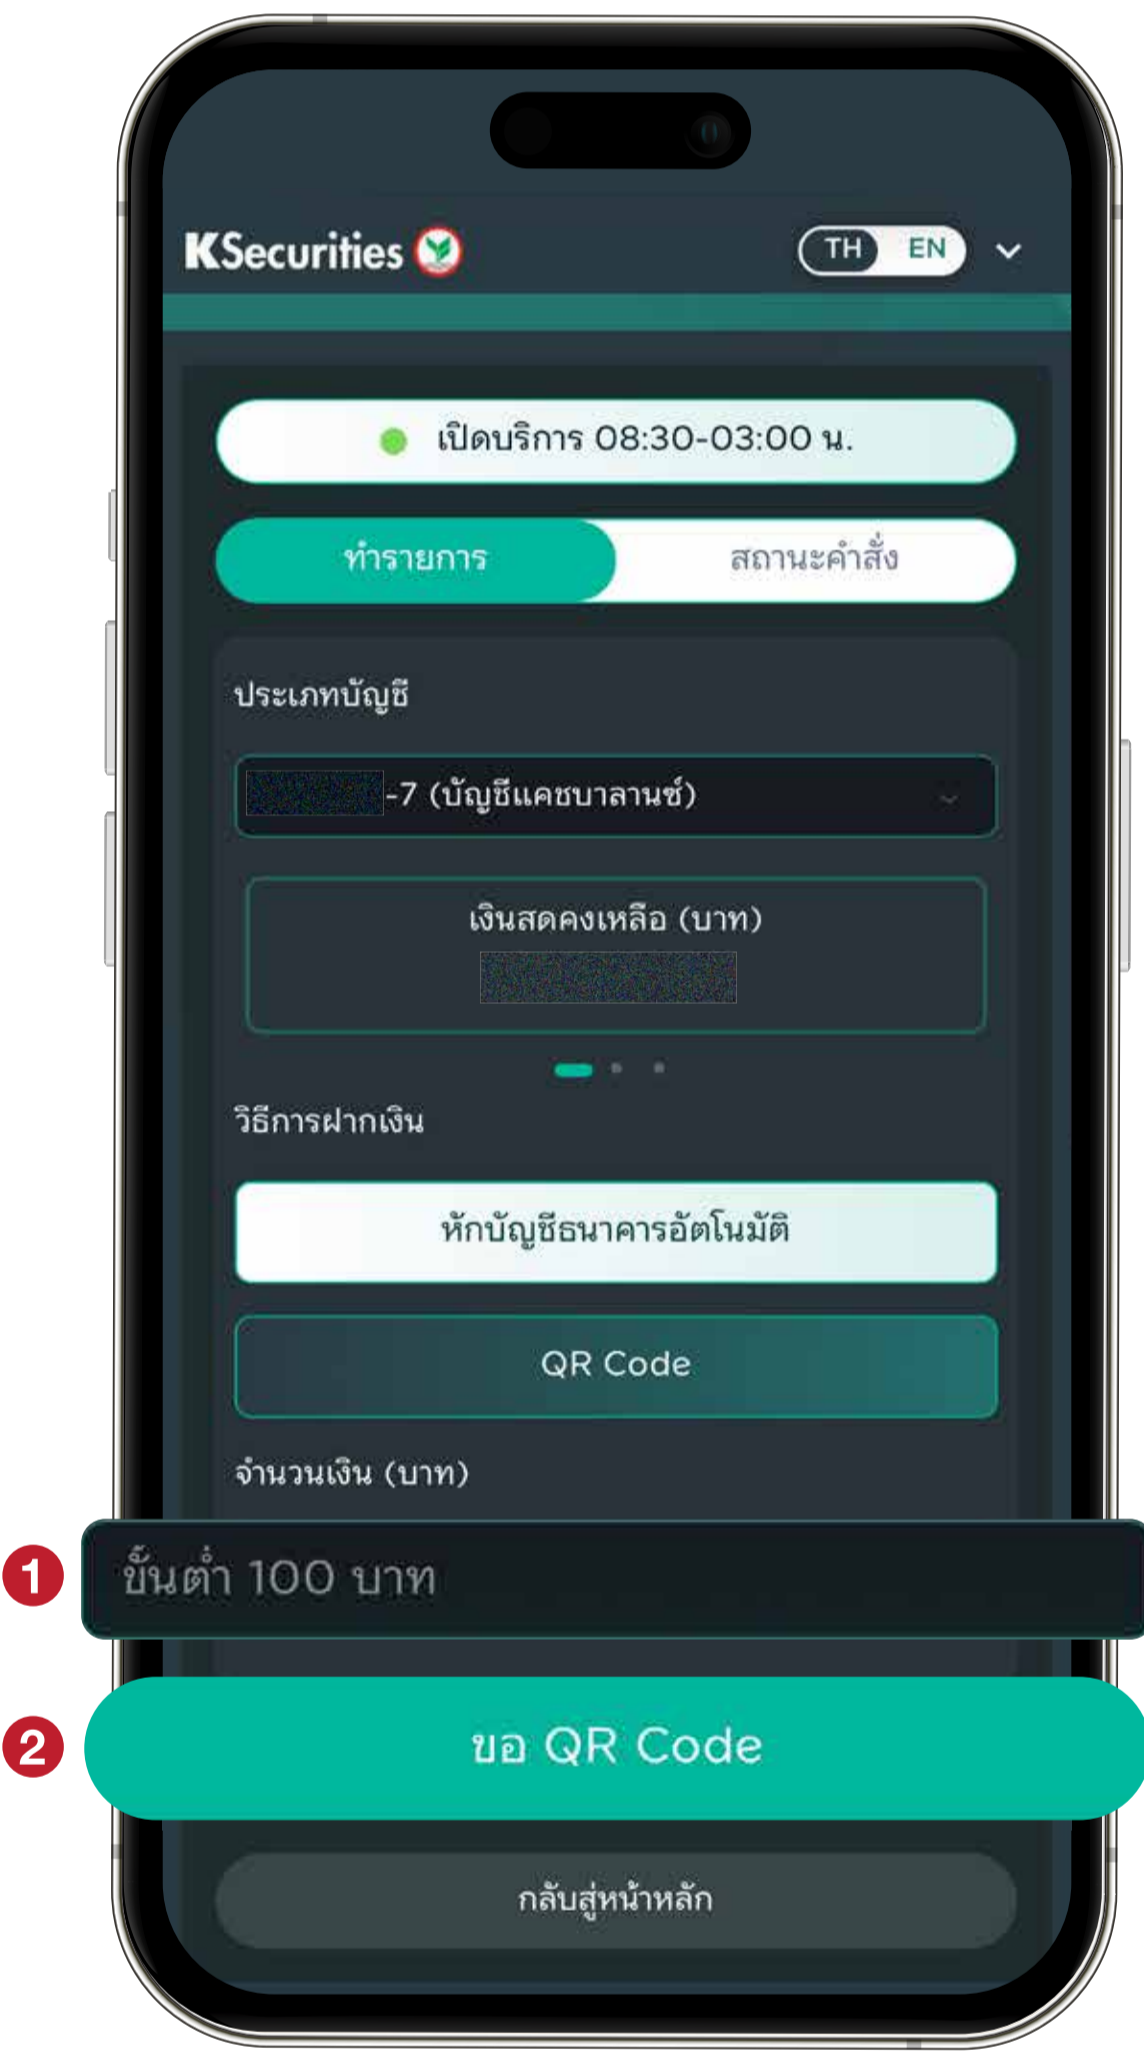 KSecurities
TH EN
เปิดบริการ 08:30-03:00 น.
ทำรายการ สถานะคำสั่ง
ประเภทบัญชี
-7 (บัญชีแคชบาลานซ์)
เงินสดคงเหลือ (บาท)
วิธีการฝากเงิน
หักบัญชีธนาคารอัตโนมัติ
QR Code
จำนวนเงิน (บาท)
1 ขั้นต่ำ 100 บาท
2 ขอ QR Code
กลับสู่หน้าหลัก